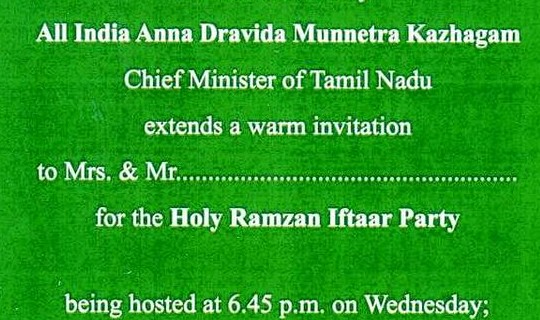 All India Anna Dravida Munnetra Kazhagam
Chief Minister of Tamil Nadu
extends a warm invitation
to Mrs. & Mr..................................................
for the Holy Ramzan Iftaar Party
being hosted at 6.45 p.m. on Wednesday;